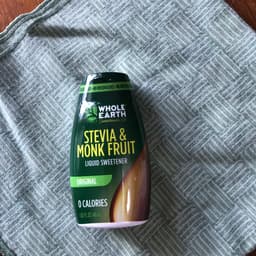 WHOLE
EARTH
STEVIA &
MONK FRUIT
LIQUID SWEETENER
ORIGINAL
0 CALORIES